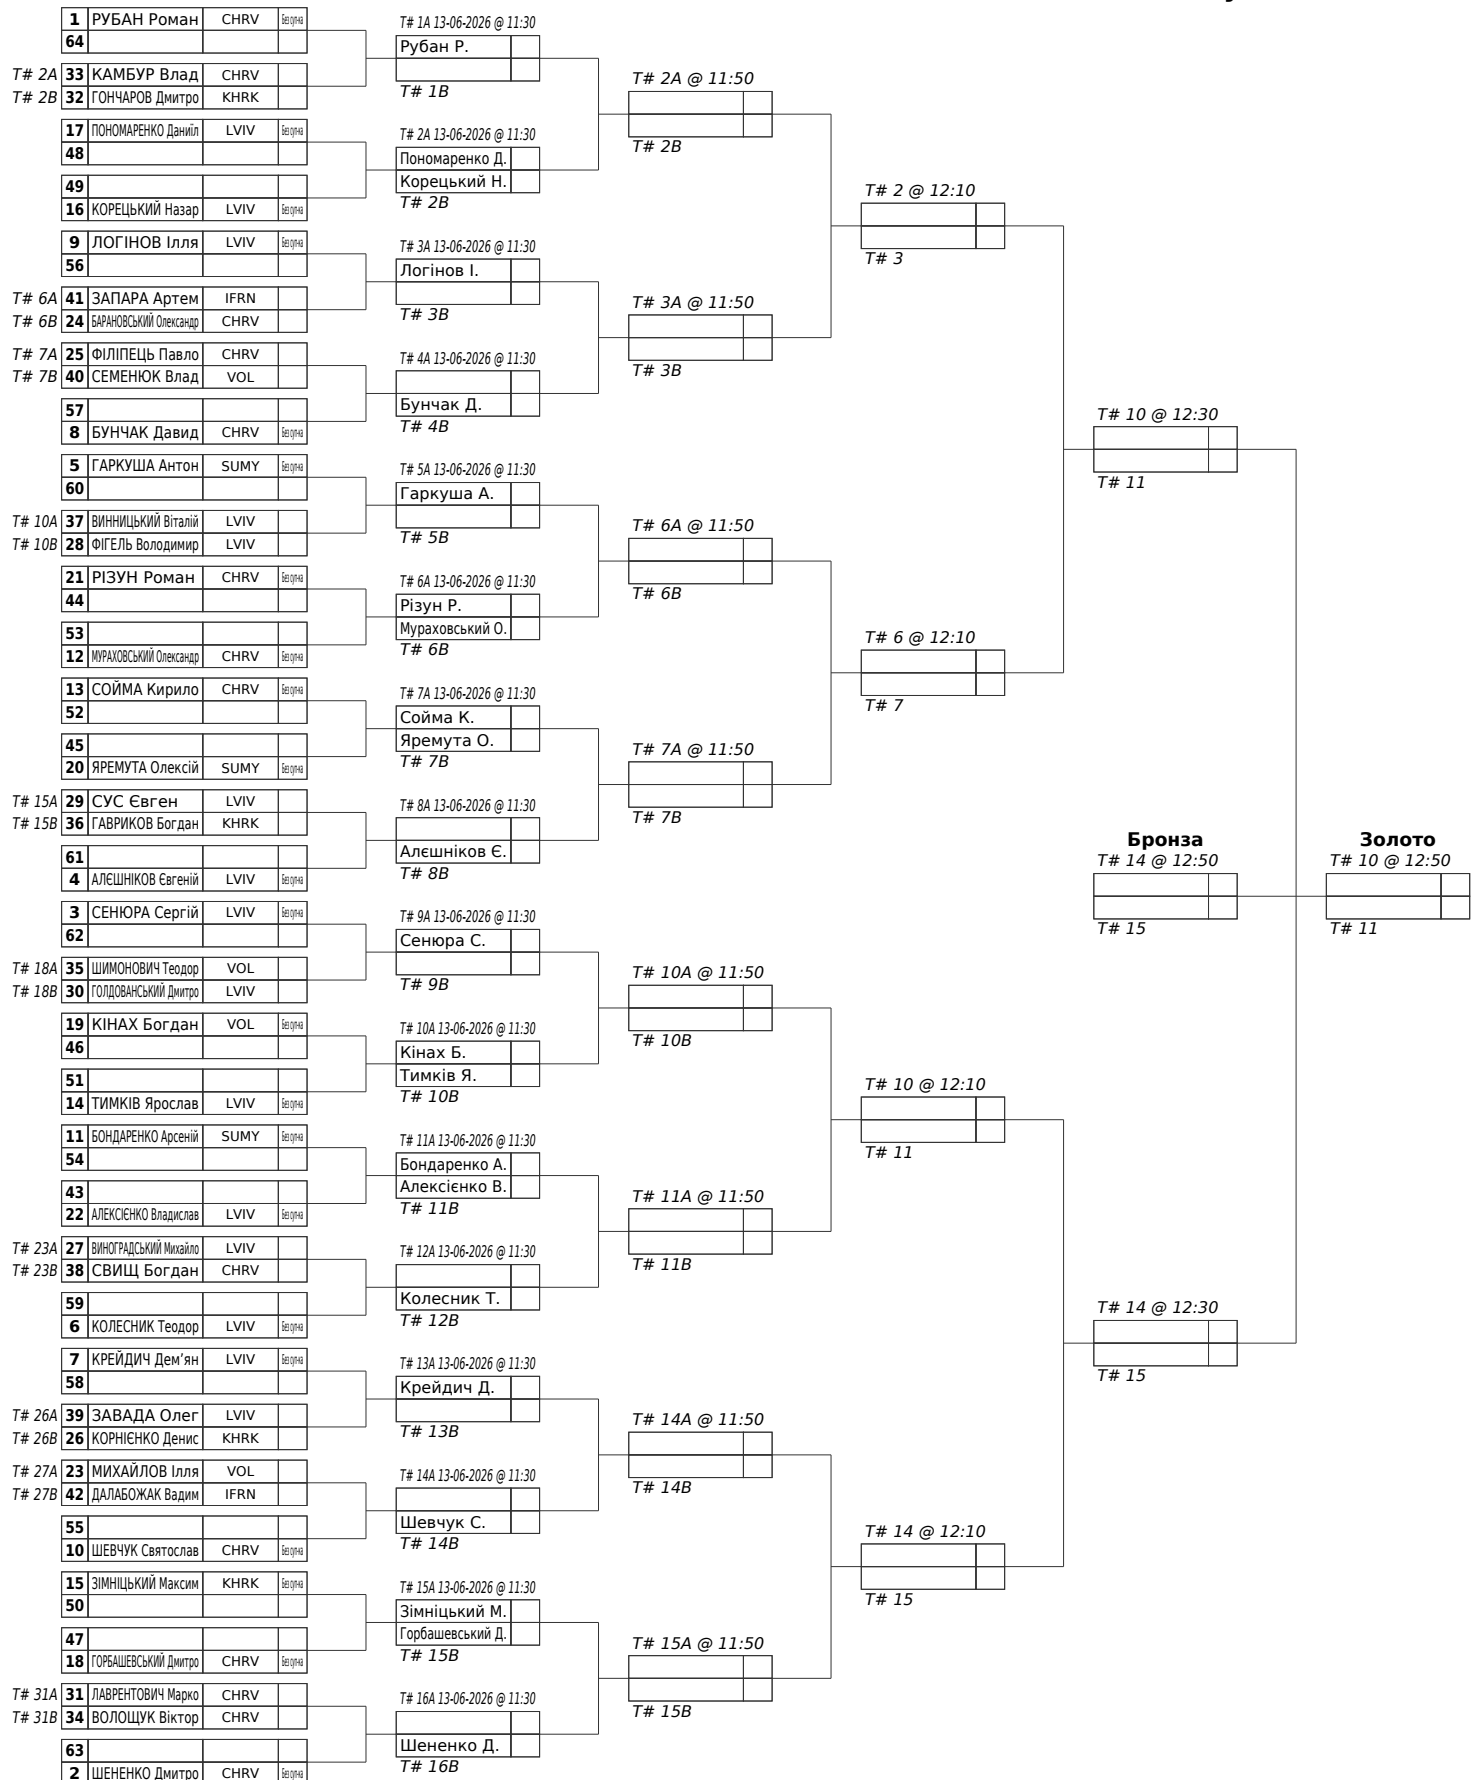 1 РУБАН Роман CHRV Без супр-ка
64
T# 2A 33 КАМБУР Влад CHRV
T# 2B 32 ГОНЧАРОВ Дмитро KHRK
17 ПОНОМАРЕНКО Даниїл LVIV
48
49
16 КОРЕЦЬКИЙ Назар LVIV
9 ЛОГІНОВ Ілля LVIV
56
T# 6A 41 ЗАПАРА Артем IFRN
T# 6B 24 БАРАНОВСЬКИЙ Олександр CHRV
T# 7A 25 ФІЛІПЕЦЬ Павло CHRV
T# 7B 40 СЕМЕНЮК Влад VOL
57
8 БУНЧАК Давид CHRV
5 ГАРКУША Антон SUMY
60
T# 10A 37 ВИННИЦЬКИЙ Віталій LVIV
T# 10B 28 ФІГЕЛЬ Володимир LVIV
21 РІЗУН Роман CHRV
44
53
12 МУРАХОВСЬКИЙ Олександр CHRV
13 СОЙМА Кирило CHRV
52
45
20 ЯРЕМУТА Олексій SUMY
T# 15A 29 СУС Євген LVIV
T# 15B 36 ГАВРИКОВ Богдан KHRK
61
4 АЛЄШНІКОВ Євгеній LVIV
3 СЕНЮРА Сергій LVIV
62
T# 18A 35 ШИМОНОВИЧ Теодор VOL
T# 18B 30 ГОЛДОВАНСЬКИЙ Дмитро LVIV
19 КІНАХ Богдан VOL
46
51
14 ТИМКІВ Ярослав LVIV
11 БОНДАРЕНКО Арсеній SUMY
54
43
22 АЛЕКСІЄНКО Владислав LVIV
T# 23A 27 ВИНОГРАДСЬКИЙ Михайло LVIV
T# 23B 38 СВИЩ Богдан CHRV
59
6 КОЛЕСНИК Теодор LVIV
7 КРЕЙДИЧ Дем’ян LVIV
58
T# 26A 39 ЗАВАДА Олег LVIV
T# 26B 26 КОРНІЄНКО Денис KHRK
T# 27A 23 МИХАЙЛОВ Ілля VOL
T# 27B 42 ДАЛАБОЖАК Вадим IFRN
55
10 ШЕВЧУК Святослав CHRV
15 ЗІМНІЦЬКИЙ Максим KHRK
50
47
18 ГОРБАШЕВСЬКИЙ Дмитро CHRV
T# 31A 31 ЛАВРЕНТОВИЧ Марко CHRV
T# 31B 34 ВОЛОЩУК Віктор CHRV
63
2 ШЕНЕНКО Дмитро CHRV
T# 1A 13-06-2026 @ 11:30
Рубан Р.
T# 1B
T# 2A 13-06-2026 @ 11:30
Пономаренко Д.
Корецький Н.
T# 2B
T# 3A 13-06-2026 @ 11:30
Логінов І.
T# 3B
T# 4A 13-06-2026 @ 11:30
Бунчак Д.
T# 4B
T# 5A 13-06-2026 @ 11:30
Гаркуша А.
T# 5B
T# 6A 13-06-2026 @ 11:30
Різун Р.
Мураховський О.
T# 6B
T# 7A 13-06-2026 @ 11:30
Сойма К.
Яремута О.
T# 7B
T# 8A 13-06-2026 @ 11:30
Алєшніков Є.
T# 8B
T# 9A 13-06-2026 @ 11:30
Сенюра С.
T# 9B
T# 10A 13-06-2026 @ 11:30
Кінах Б.
Тимків Я.
T# 10B
T# 11A 13-06-2026 @ 11:30
Бондаренко А.
Алексієнко В.
T# 11B
T# 12A 13-06-2026 @ 11:30
Колесник Т.
T# 12B
T# 13A 13-06-2026 @ 11:30
Крейдич Д.
T# 13B
T# 14A 13-06-2026 @ 11:30
Шевчук С.
T# 14B
T# 15A 13-06-2026 @ 11:30
Зімніцький М.
Горбашевський Д.
T# 15B
T# 16A 13-06-2026 @ 11:30
Шененко Д.
T# 16B
T# 2A @ 11:50
T# 2B
T# 3A @ 11:50
T# 3B
T# 6A @ 11:50
T# 6B
T# 7A @ 11:50
T# 7B
T# 10A @ 11:50
T# 10B
T# 11A @ 11:50
T# 11B
T# 14A @ 11:50
T# 14B
T# 15A @ 11:50
T# 15B
T# 2 @ 12:10
T# 3
T# 6 @ 12:10
T# 7
T# 10 @ 12:10
T# 11
T# 14 @ 12:10
T# 15
T# 10 @ 12:30
T# 11
Бронза
T# 14 @ 12:50
T# 15
T# 14 @ 12:30
T# 15
Золото
T# 10 @ 12:50
T# 11